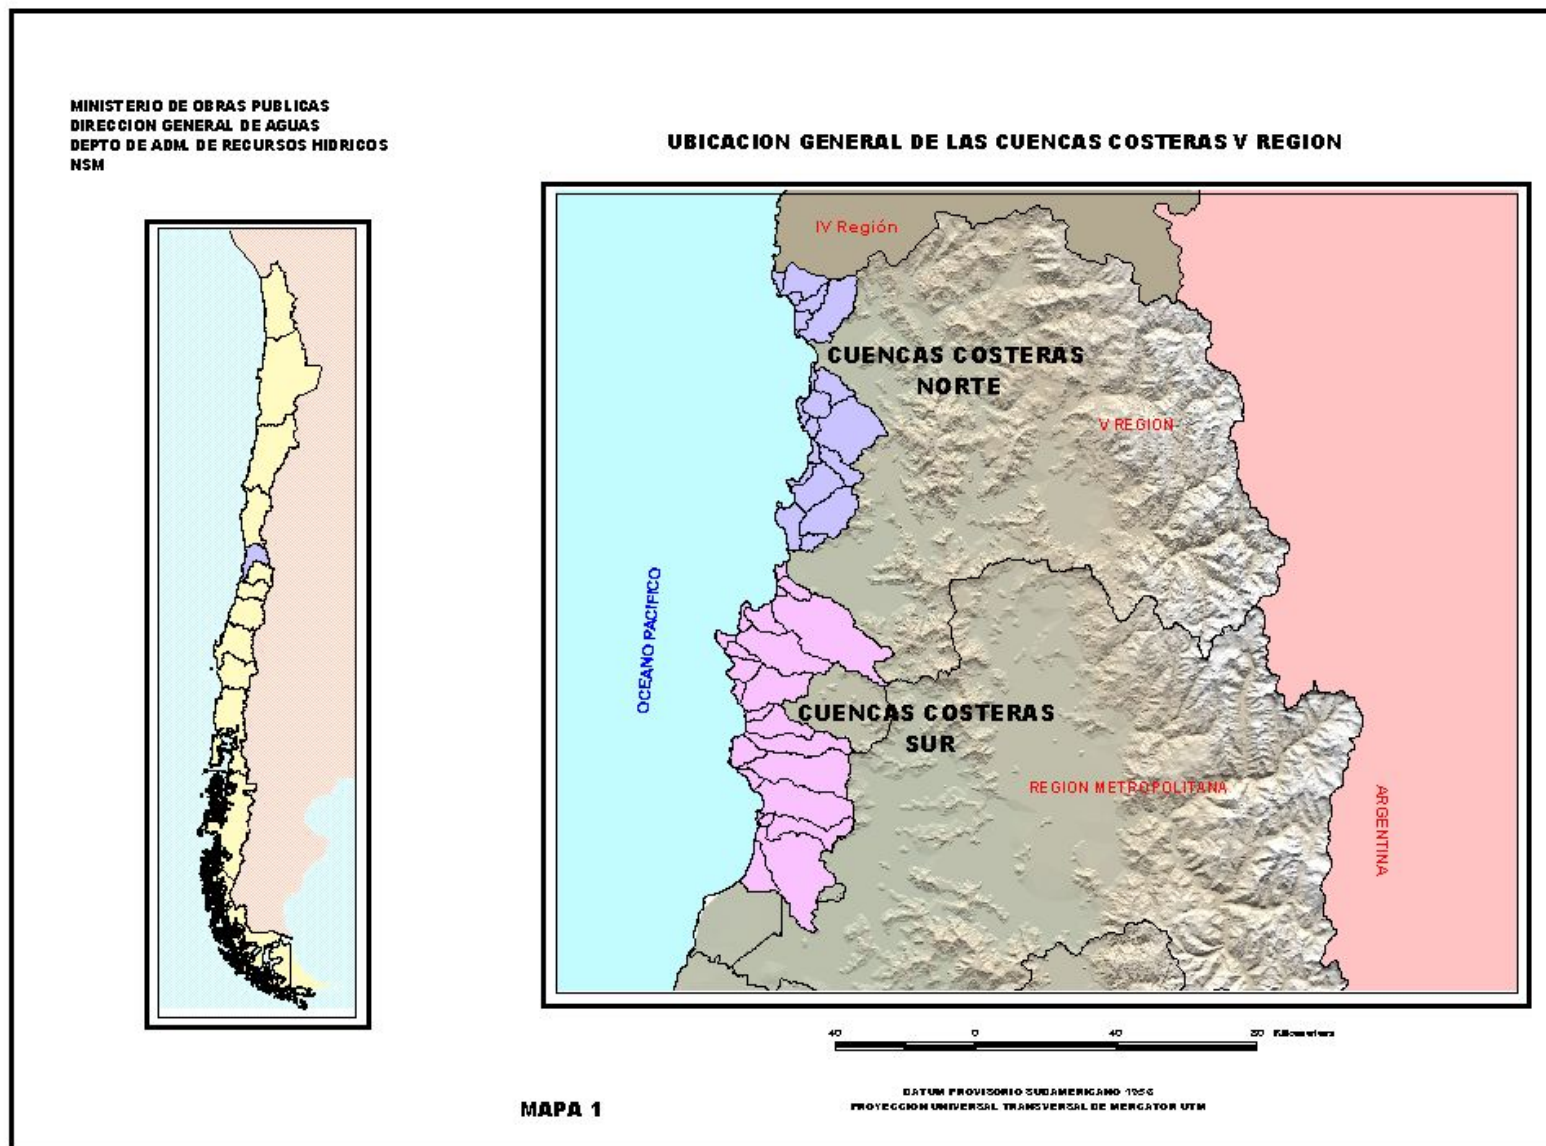 MINISTERIO DE OBRAS PUBLICAS
DIRECCION GENERAL DE AGUAS
DEPTO DE ADM. DE RECURSOS HIDRICOS
NSM
UBICACION GENERAL DE LAS CUENCAS COSTERAS V REGION
IV Región
CUENCAS COSTERAS
NORTE
V REGION
OCEANO PACIFICO
CUENCAS COSTERAS
SUR
REGION METROPOLITANA
ARGENTINA
40 0 40 80 Kilometers
DATUM PROVISORIO SUDAMERICANO 1956
PROYECCION UNIVERSAL TRANSVERSAL DE MERCATOR UTM
MAPA 1